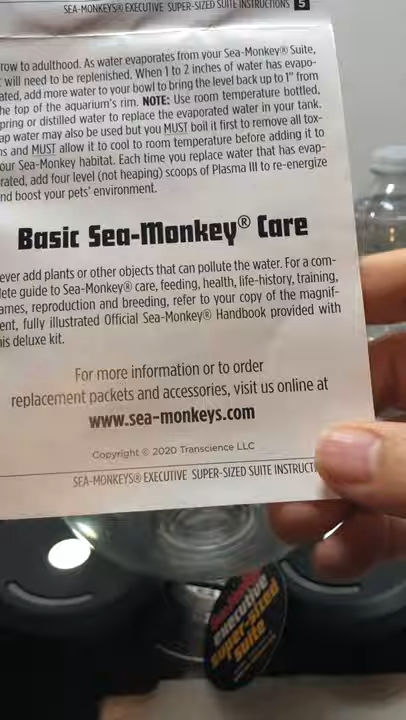 SEA-MONKEYS® EXECUTIVE SUPER-SIZED SUITE INSTRUCTIONS 5
row to adulthood. As water evaporates from your Sea-Monkey® Suite,
t will need to be replenished. When 1 to 2 inches of water has evapo-
ated, add more water to your bowl to bring the level back up to 1" from
he top of the aquarium's rim. NOTE: Use room temperature bottled,
pring or distilled water to replace the evaporated water in your tank.
ap water may also be used but you MUST boil it first to remove all tox-
ns and MUST allow it to cool to room temperature before adding it to
our Sea-Monkey habitat. Each time you replace water that has evap-
rated, add four level (not heaping) scoops of Plasma III to re-energize
nd boost your pets' environment.
Basic Sea-Monkey® Care
ever add plants or other objects that can pollute the water. For a com-
lete guide to Sea-Monkey® care, feeding, health, life-history, training,
ames, reproduction and breeding, refer to your copy of the magnif-
ent, fully illustrated Official Sea-Monkey® Handbook provided with
is deluxe kit.
For more information or to order
replacement packets and accessories, visit us online at
www.sea-monkeys.com
Copyright © 2020 Transcience LLC
SEA-MONKEYS® EXECUTIVE SUPER-SIZED SUITE INSTRUCTI
executive
super-sized
suite